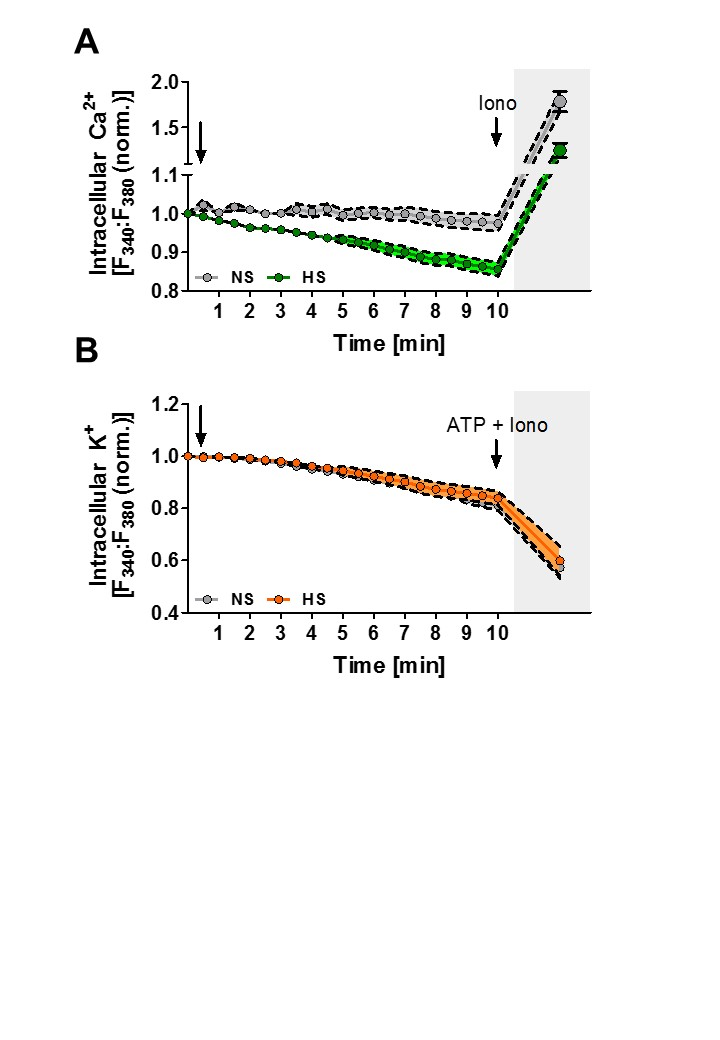 A
Intracellular Ca2+
[F340:F380 (norm.)]
2.0
1.5
1.1
1.0
0.9
0.8
Iono
NS HS
1 2 3 4 5 6 7 8 9 10
Time [min]
B
Intracellular K+
[F340:F380 (norm.)]
1.2
1.0
0.8
0.6
0.4
ATP + Iono
NS HS
1 2 3 4 5 6 7 8 9 10
Time [min]